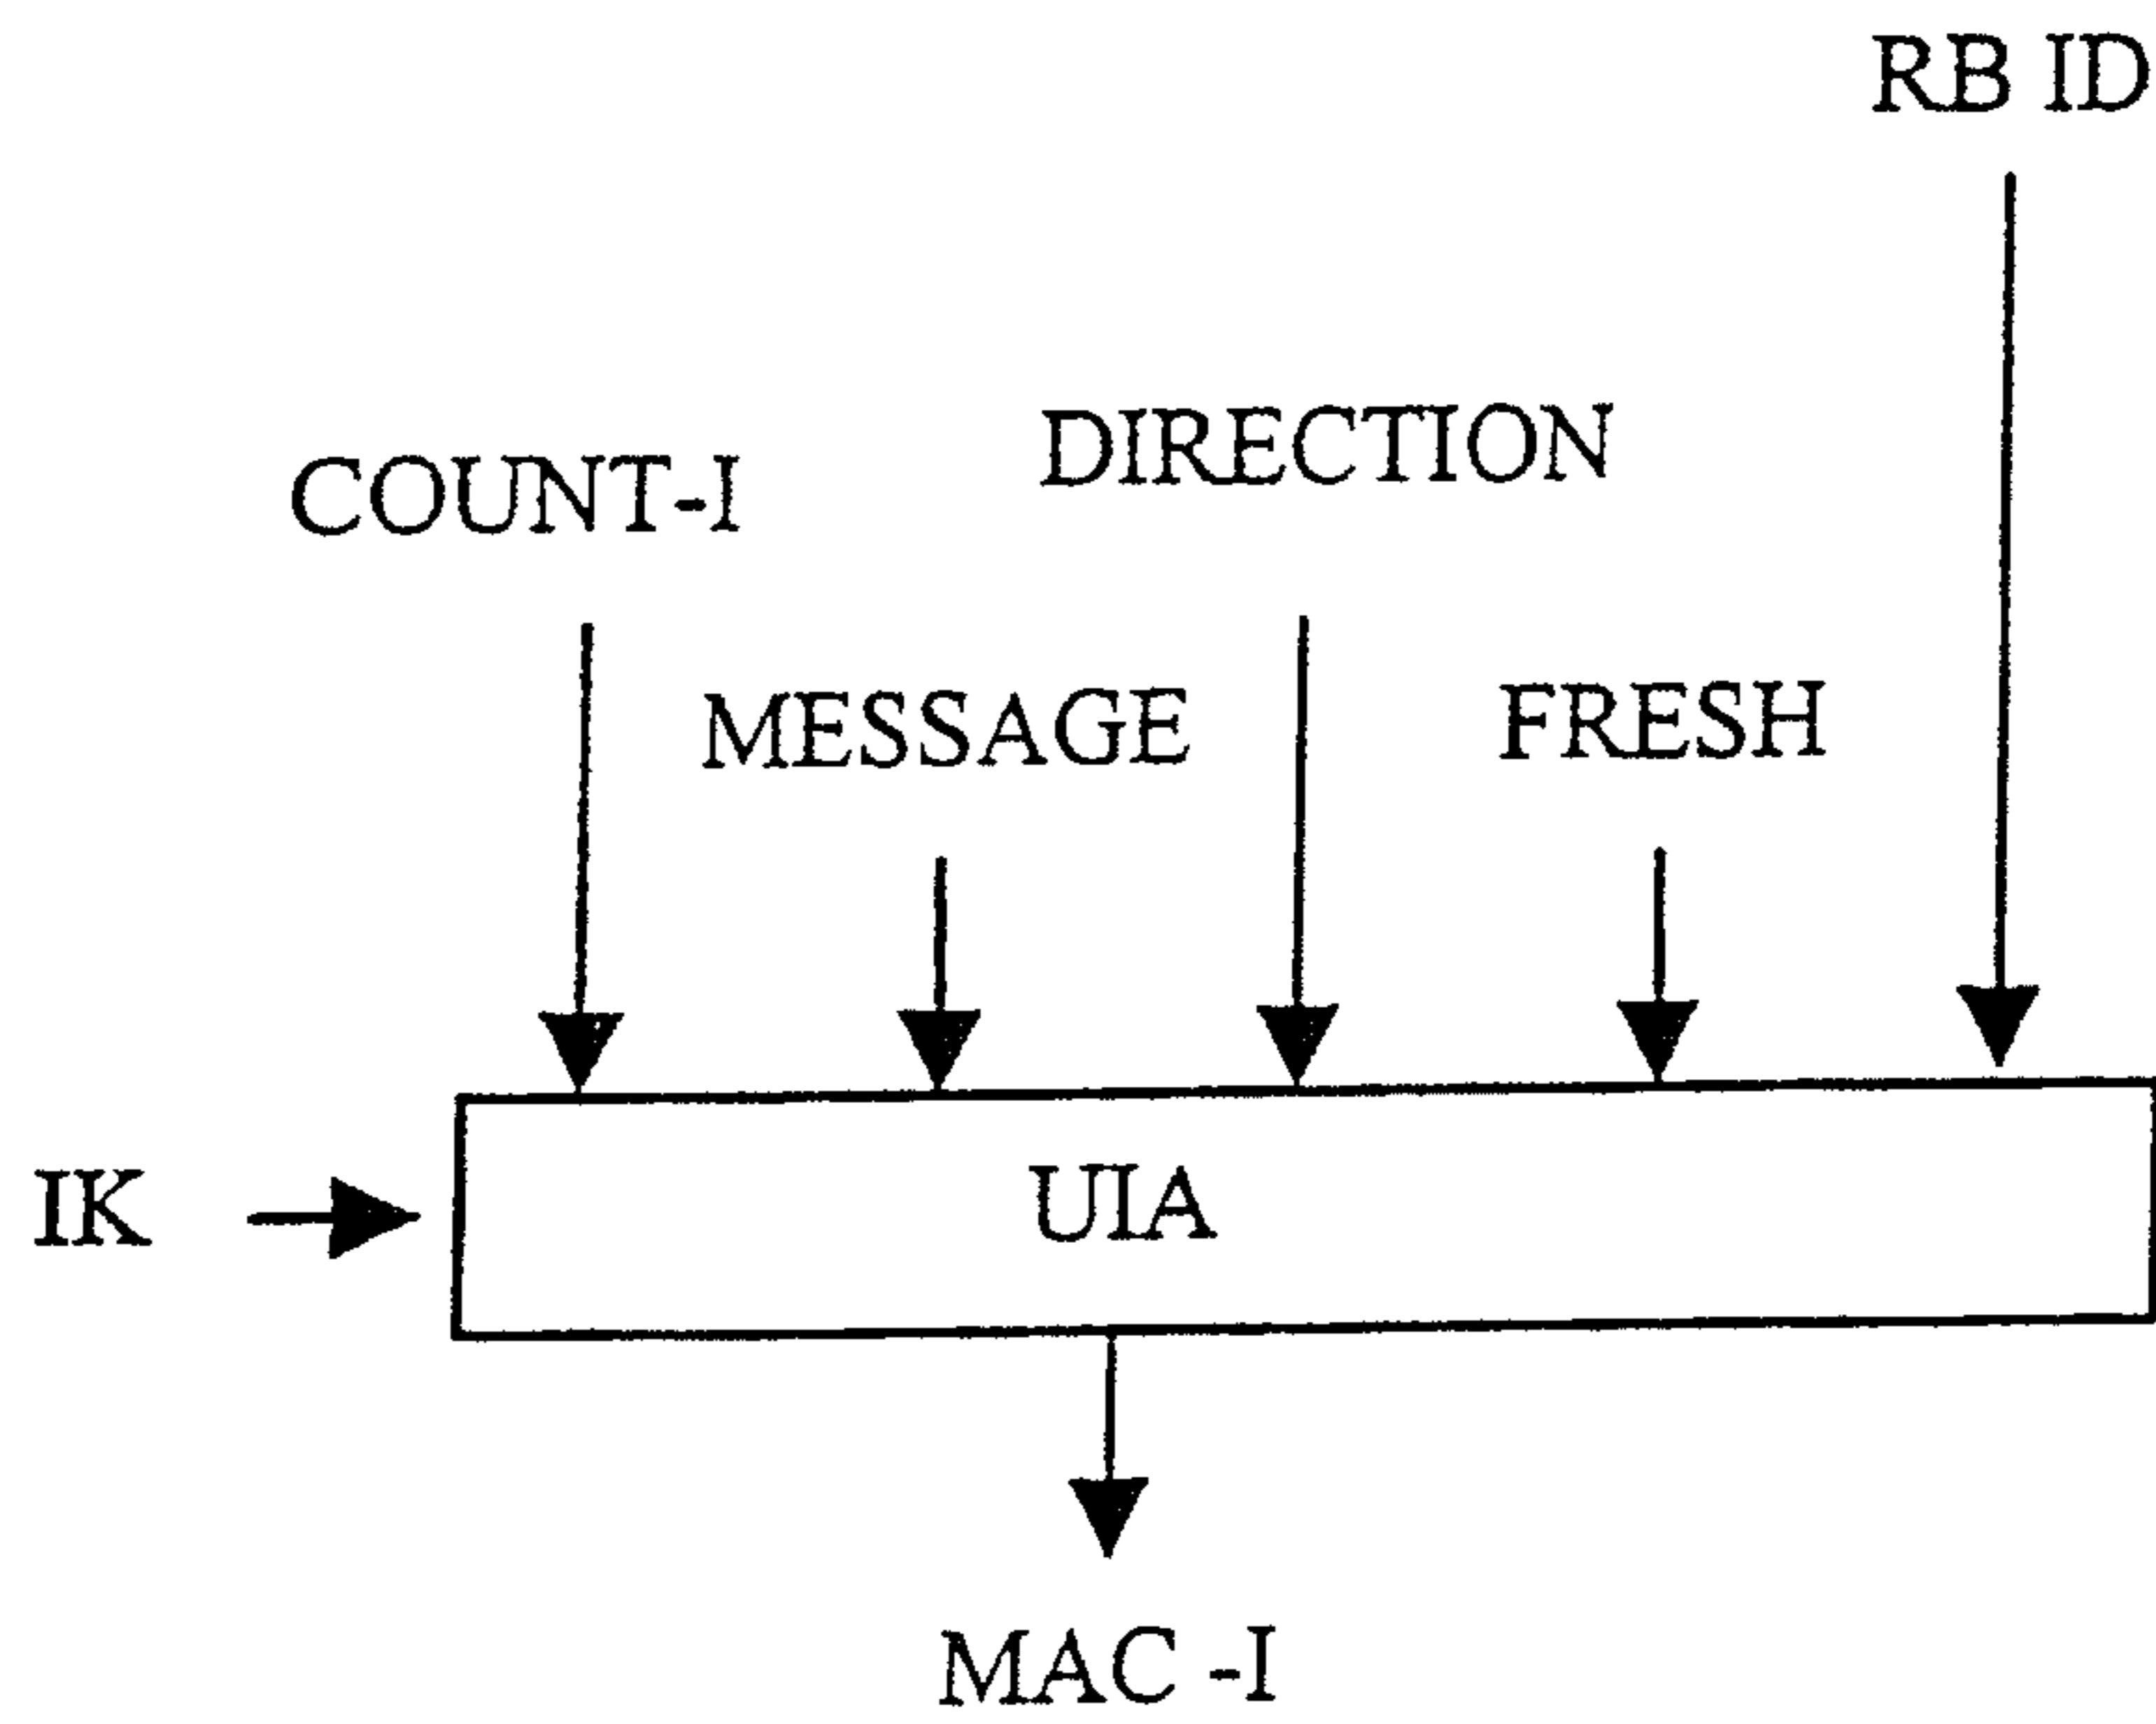 RB ID
DIRECTION
COUNT-I
FRESH
MESSAGE
IK
UIA
MAC -I